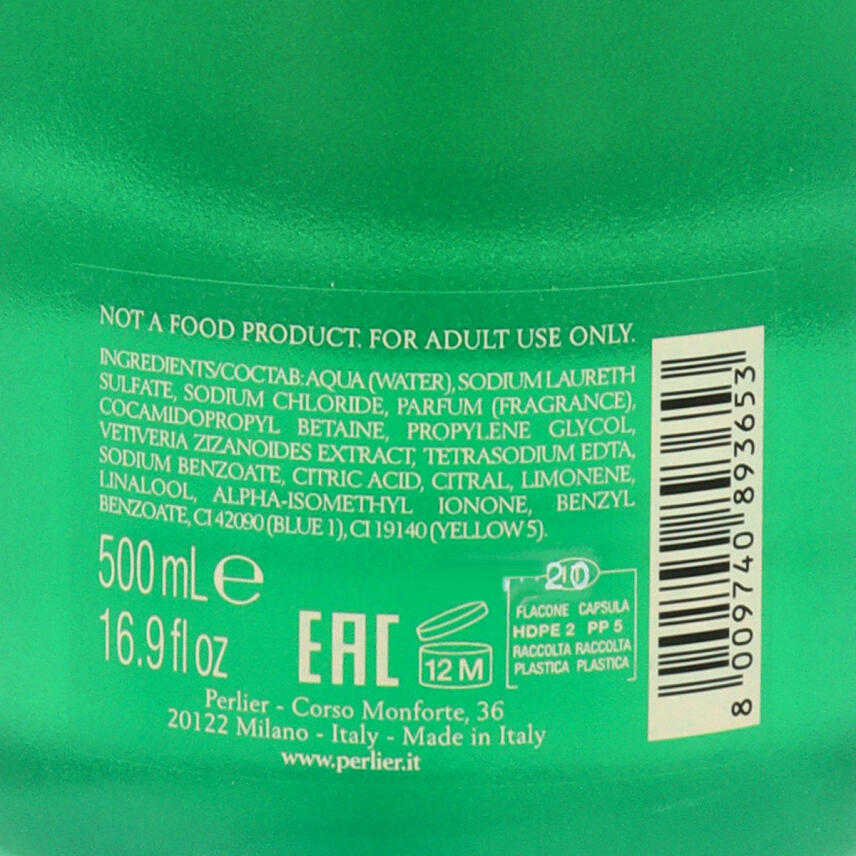 NOT A FOOD PRODUCT. FOR ADULT USE ONLY.
INGREDIENTS/COCTAB: AQUA (WATER), SODIUM LAURETH
SULFATE, SODIUM CHLORIDE, PARFUM (FRAGRANCE),
COCAMIDOPROPYL BETAINE, PROPYLENE GLYCOL,
VETIVERIA ZIZANOIDES EXTRACT, TETRASODIUM EDTA,
SODIUM BENZOATE, CITRIC ACID, CITRAL, LIMONENE,
LINALOOL, ALPHA-ISOMETHYL IONONE, BENZYL
BENZOATE, CI 42090 (BLUE 1), CI 19140 (YELLOW 5).
500 mL e
16.9 fl oz
EAC
12 M
FLACONE CAPSULA
HDPE 2 PP 5
RACCOLTA RACCOLTA
PLASTICA PLASTICA
Perlier - Corso Monforte, 36
20122 Milano - Italy - Made in Italy
www.perlier.it
8 009740 893653